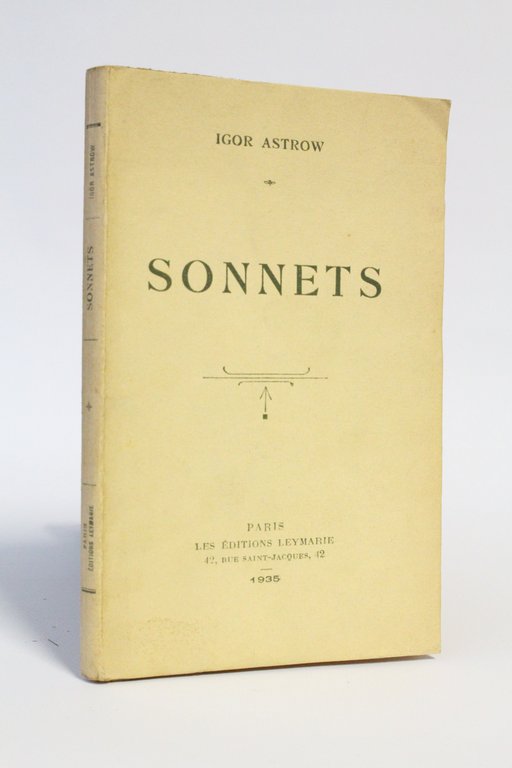 IGOR ASTROW
SONNETS
PARIS
LES ÉDITIONS LEYMARIE
42, RUE SAINT-JACQUES, 42
1935
IGOR ASTROW
SONNETS
PARIS
ÉDITIONS LEYMARIE